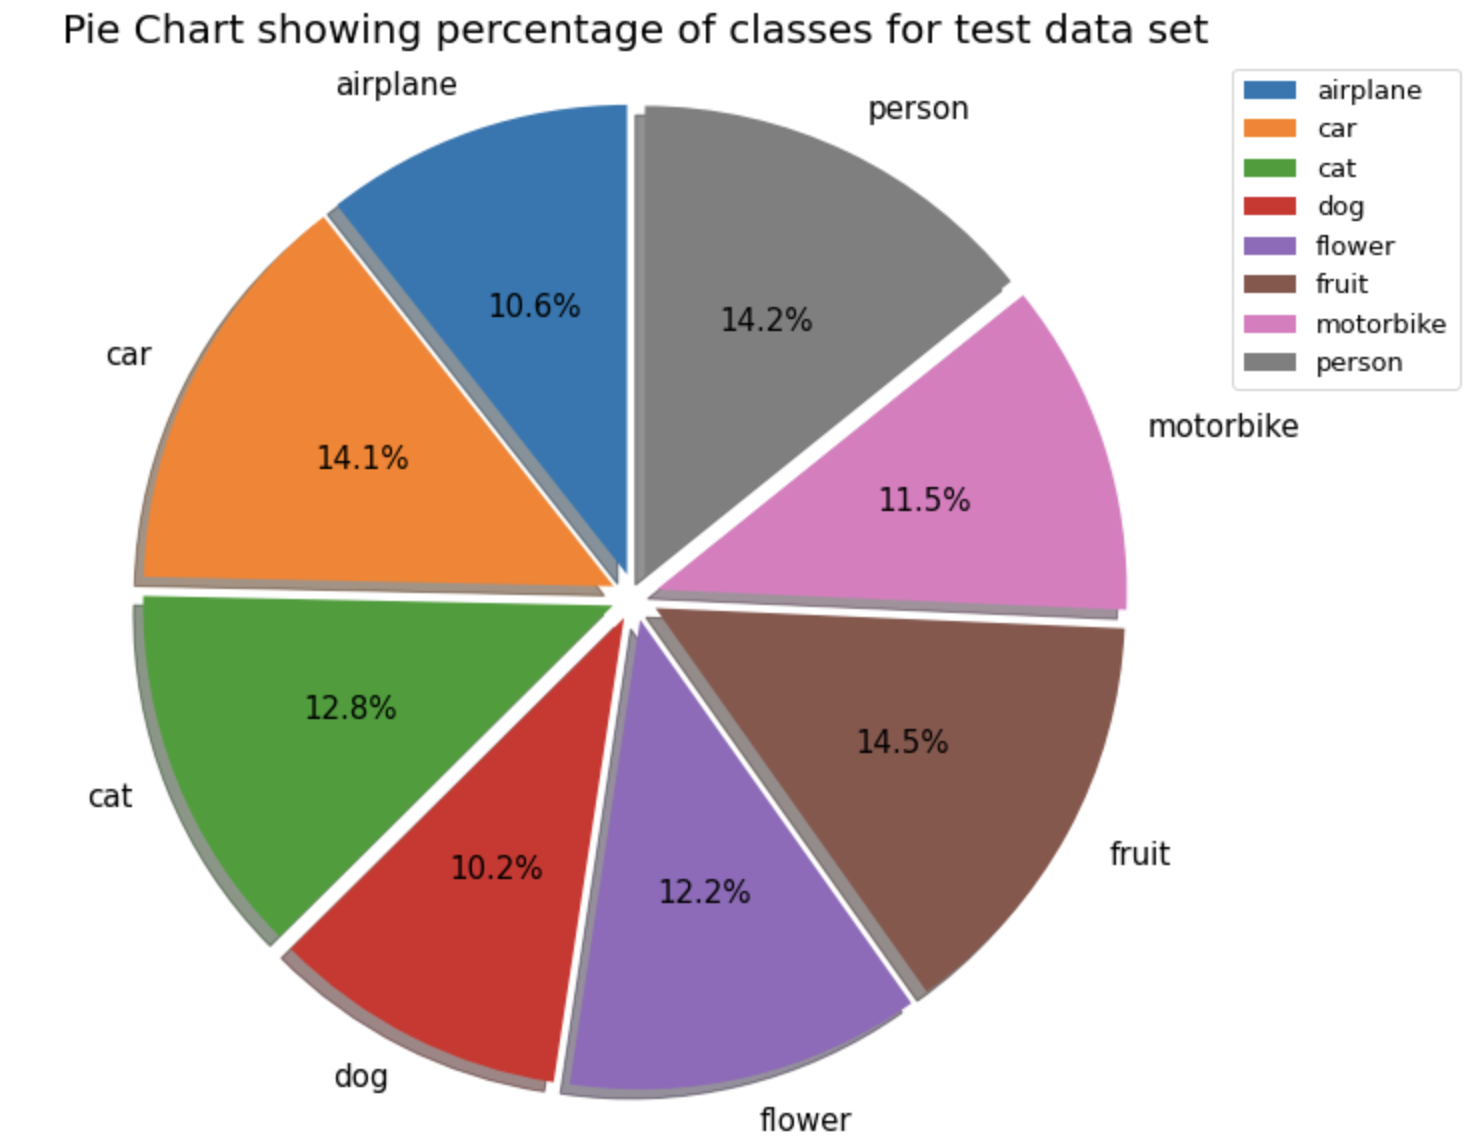 Pie Chart showing percentage of classes for test data set
airplane
person
car
motorbike
cat
fruit
dog
flower
10.6%
14.2%
14.1%
11.5%
12.8%
14.5%
10.2%
12.2%
airplane
car
cat
dog
flower
fruit
motorbike
person